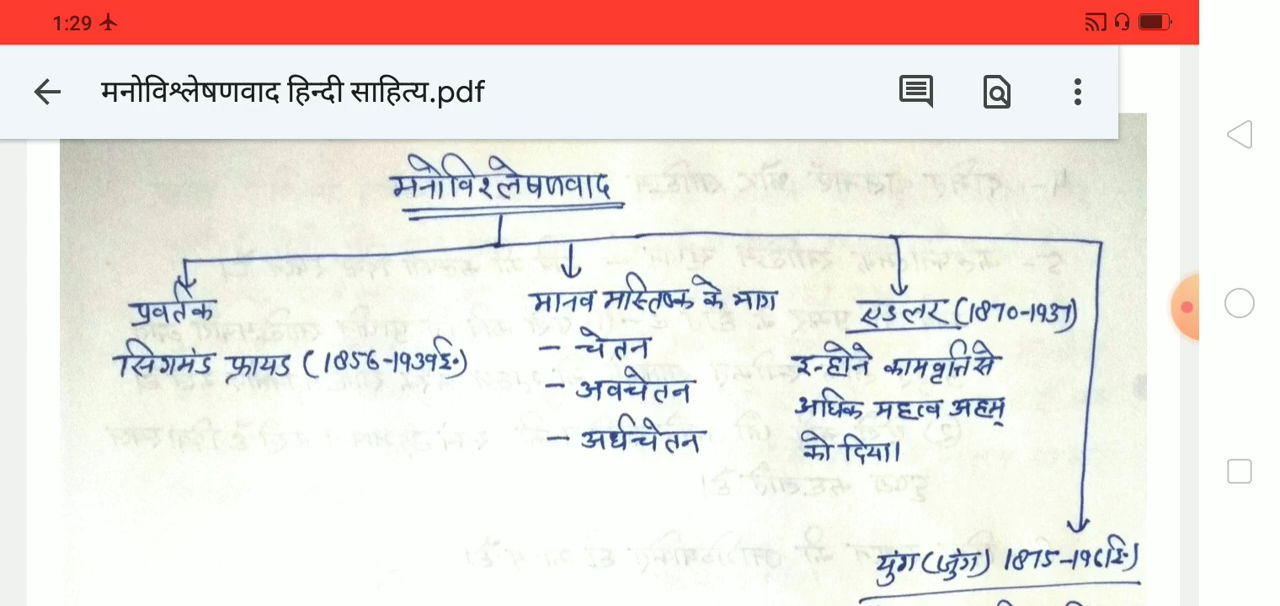 1:29
मनोविश्लेषणवाद हिन्दी साहित्य.pdf
मनोविश्लेषणवाद
प्रवर्तक
सिगमंड फ्रायड (1856-1939ई॰)
मानव मस्तिष्क के भाग
- चेतन
- अवचेतन
- अर्धचेतन
एडलर (1870-1937)
इन्होने कामवृत्ति से
अधिक महत्व अहम्
को दिया।
युंग (जुंग) 1875-1961ई॰)